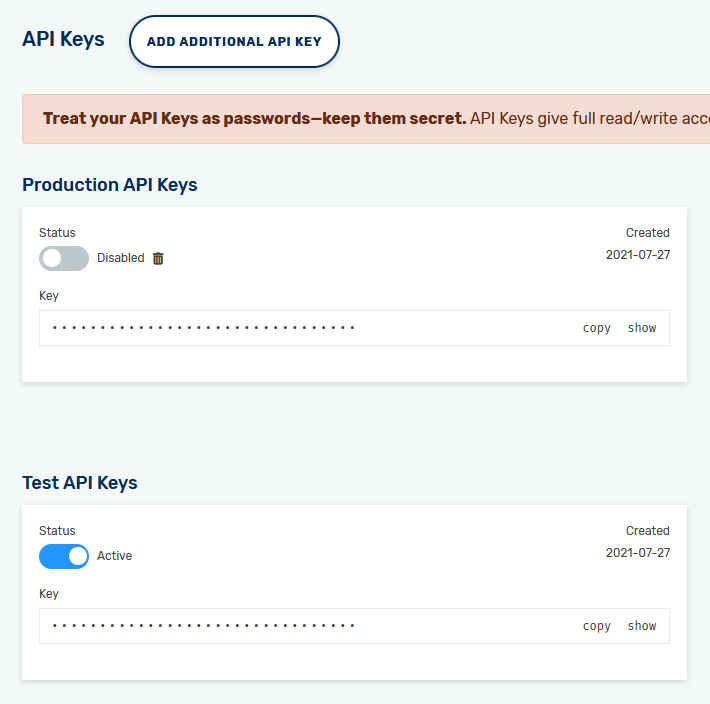 API Keys
ADD ADDITIONAL API KEY
Treat your API Keys as passwords—keep them secret. API Keys give full read/write
Production API Keys
Status
Created
Disabled
2021-07-27
Key
••••••••••••••••••••••••••••••••
copy show
Test API Keys
Status
Created
Active
2021-07-27
Key
••••••••••••••••••••••••••••••••
copy show